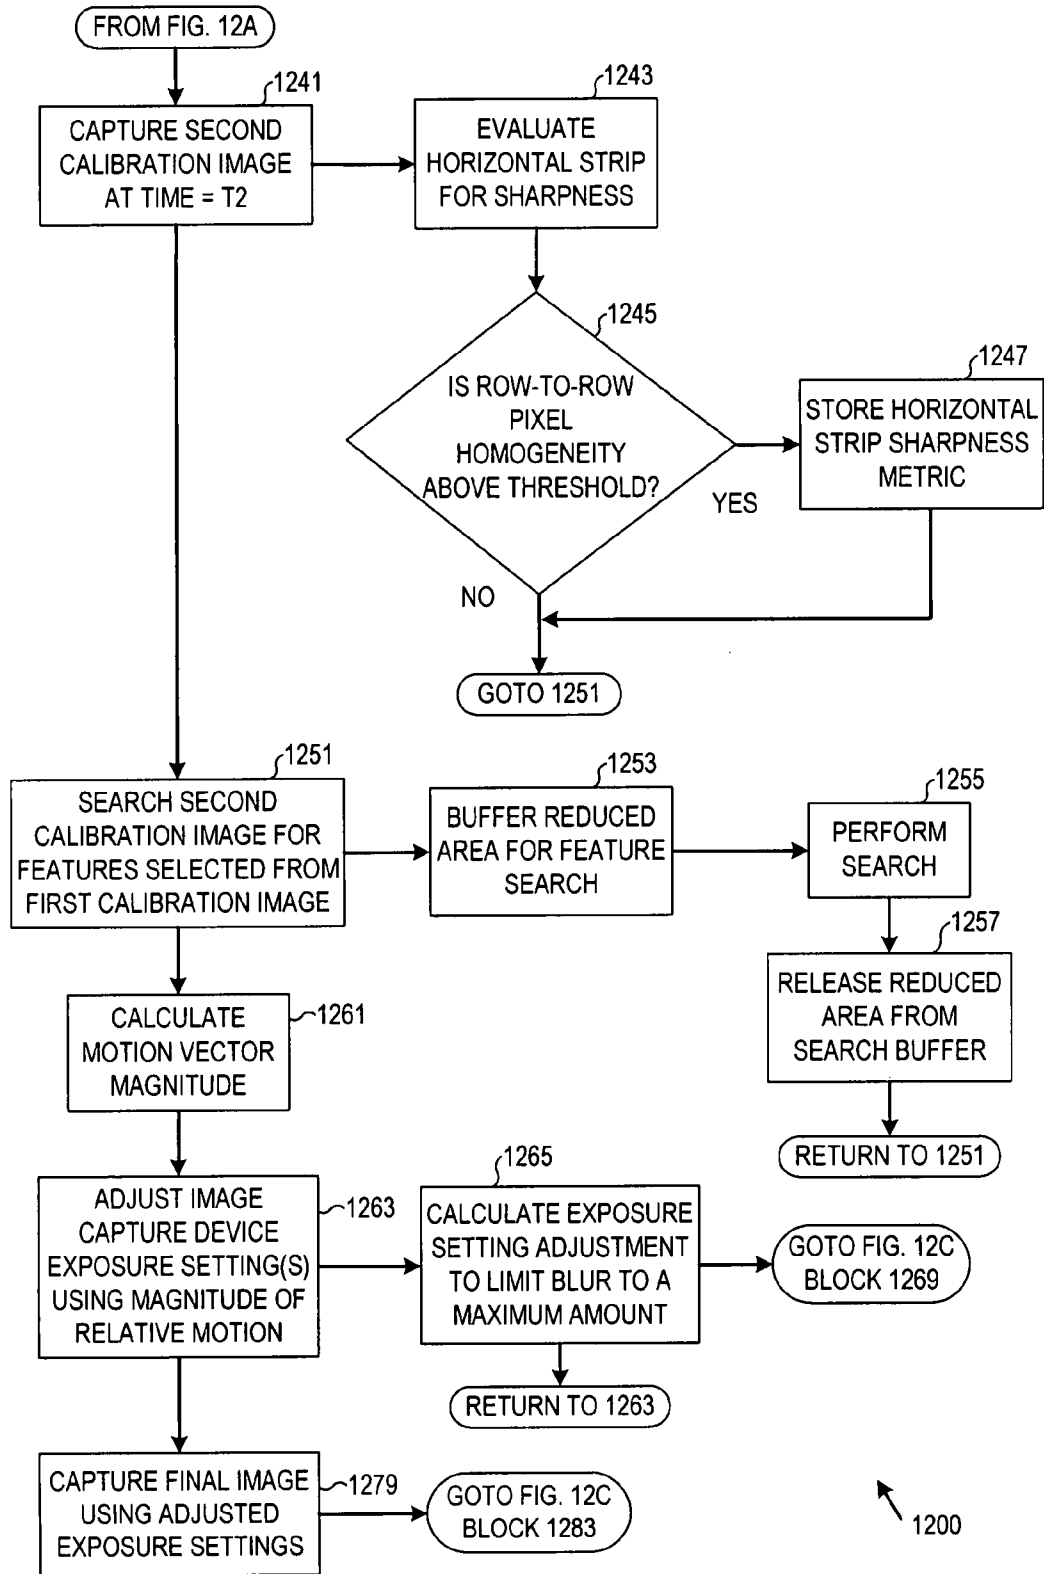 FROM FIG. 12A
1241
CAPTURE SECOND
CALIBRATION IMAGE
AT TIME = T2
1243
EVALUATE
HORIZONTAL STRIP
FOR SHARPNESS
1245
IS ROW-TO-ROW
PIXEL
HOMOGENEITY
ABOVE THRESHOLD?
YES
NO
1247
STORE HORIZONTAL
STRIP SHARPNESS
METRIC
GOTO 1251
1251
SEARCH SECOND
CALIBRATION IMAGE FOR
FEATURES SELECTED FROM
FIRST CALIBRATION IMAGE
1253
BUFFER REDUCED
AREA FOR FEATURE
SEARCH
1255
PERFORM
SEARCH
1257
RELEASE REDUCED
AREA FROM
SEARCH BUFFER
RETURN TO 1251
1261
CALCULATE
MOTION VECTOR
MAGNITUDE
1263
ADJUST IMAGE
CAPTURE DEVICE
EXPOSURE SETTING(S)
USING MAGNITUDE OF
RELATIVE MOTION
1265
CALCULATE EXPOSURE
SETTING ADJUSTMENT
TO LIMIT BLUR TO A
MAXIMUM AMOUNT
GOTO FIG. 12C
BLOCK 1269
RETURN TO 1263
1279
CAPTURE FINAL IMAGE
USING ADJUSTED
EXPOSURE SETTINGS
GOTO FIG. 12C
BLOCK 1283
1200